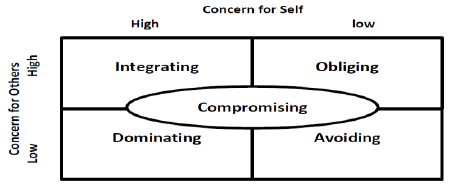 Concern for Self
High low
Concern for Others
High
Low
Integrating Obliging
Compromising
Dominating Avoiding